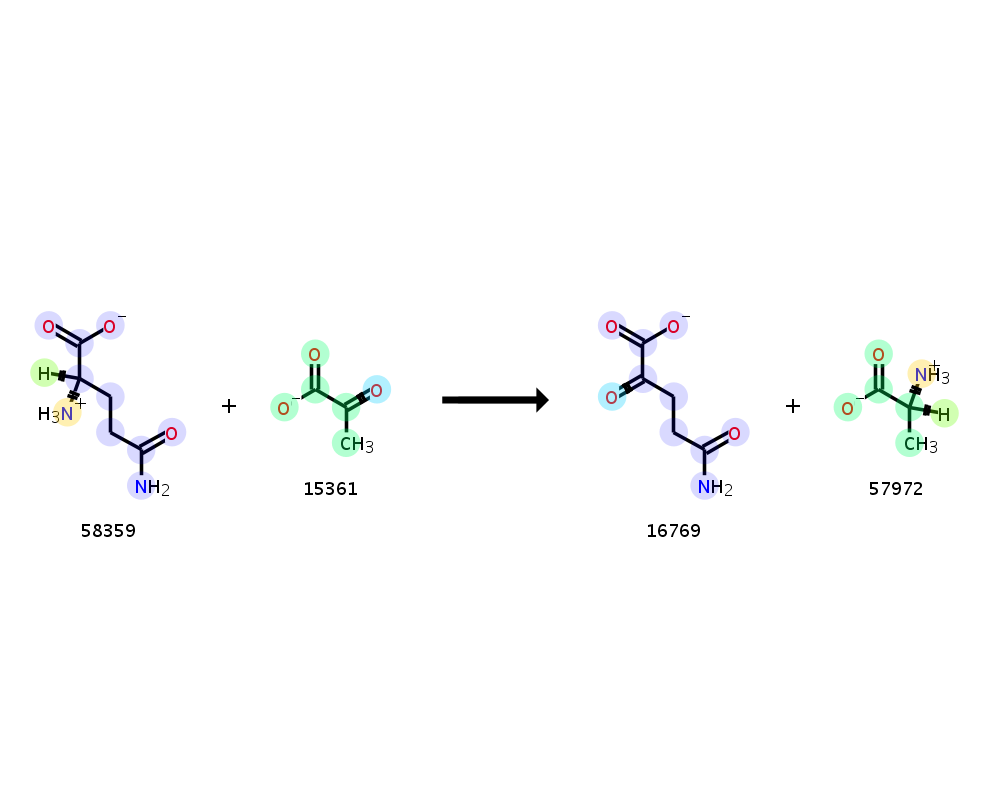 O O⁻ O O O⁻ O
H O O NH₃⁺
H₃N⁺ + O⁻ + O⁻ H
O CH₃ O CH₃
NH₂ 15361 NH₂ 57972
58359 16769